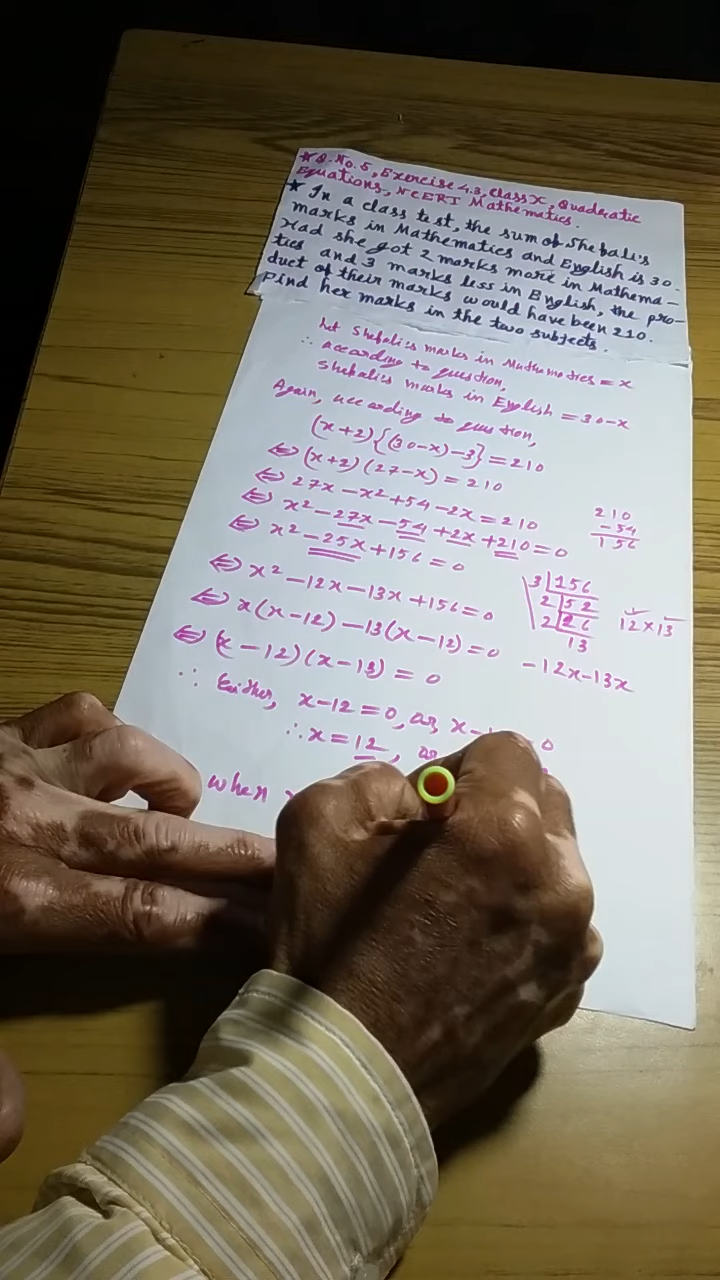 * Q.No.5, Exercise 4.3, Class X, Quadratic
Equations, NCERT Mathematics.
* In a class test, the sum of Shefali's
marks in Mathematics and English is 30.
Had she got 2 marks more in Mathema-
tics and 3 marks less in English, the pro-
duct of their marks would have been 210.
Find her marks in the two subjects.
Let Shefali's marks in Mathematics = x
∴ according to question,
Shefali's marks in English = 30-x
Again, according to question,
(x+2){(30-x)-3} = 210
⇔ (x+2)(27-x) = 210
⇔ 27x-x²+54-2x = 210
⇔ x²-27x-54+2x+210=0
⇔ x²-25x+156=0
210
-54
156
⇔ x²-12x-13x+156=0
⇔ x(x-12)-13(x-12)=0
⇔ (x-12)(x-13) = 0
3 156
2 52
2 26
13
12×13
-12x-13x
∴ Either, x-12=0, or, x- 0
∴ x=12, or
when